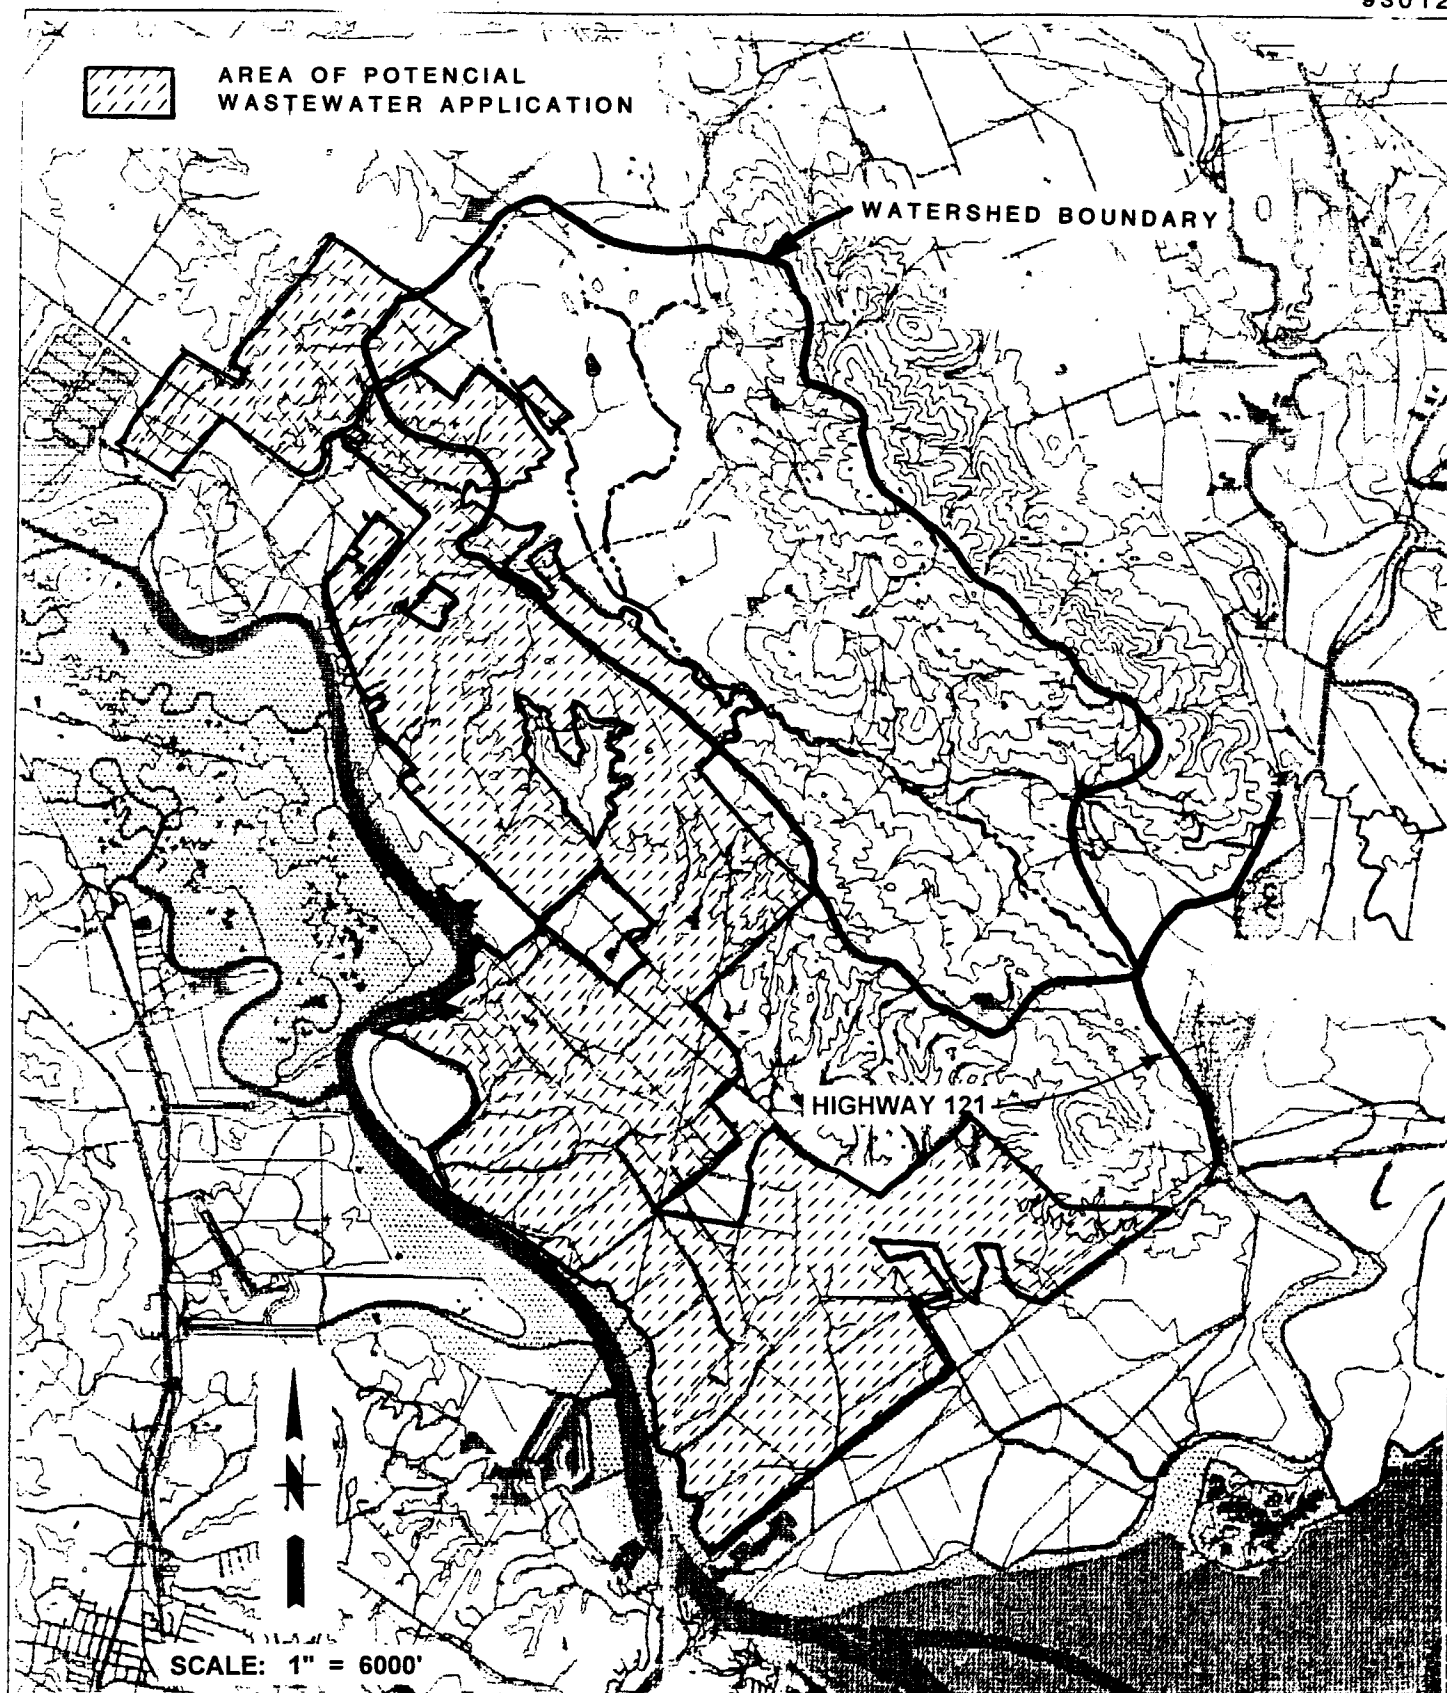 AREA OF POTENCIAL
WASTEWATER APPLICATION
WATERSHED BOUNDARY
HIGHWAY 121
N
SCALE: 1" = 6000'